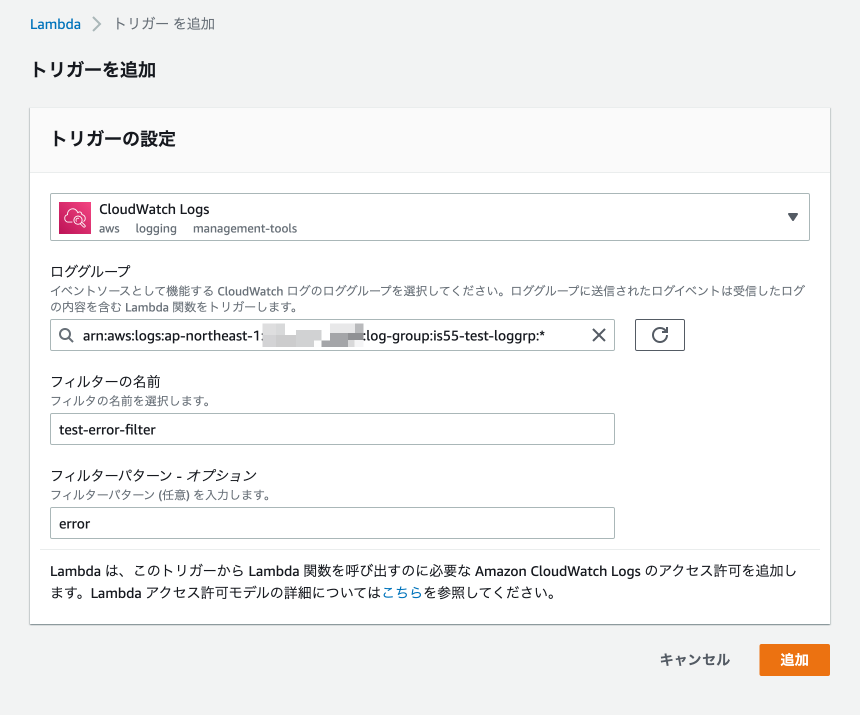 Lambda > トリガー を追加
トリガーを追加
トリガーの設定
CloudWatch Logs
aws logging management-tools
ロググループ
イベントソースとして機能する CloudWatch ログのロググループを選択してください。ロググループに送信されたログイベントは受信したログ
の内容を含む Lambda 関数をトリガーします。
arn:aws:logs:ap-northeast-1: :log-group:is55-test-loggrp:*
フィルターの名前
フィルタの名前を選択します。
test-error-filter
フィルターパターン - オプション
フィルターパターン (任意) を入力します。
error
Lambda は、このトリガーから Lambda 関数を呼び出すのに必要な Amazon CloudWatch Logs のアクセス許可を追加し
ます。Lambda アクセス許可モデルの詳細についてはこちらを参照してください。
キャンセル 追加